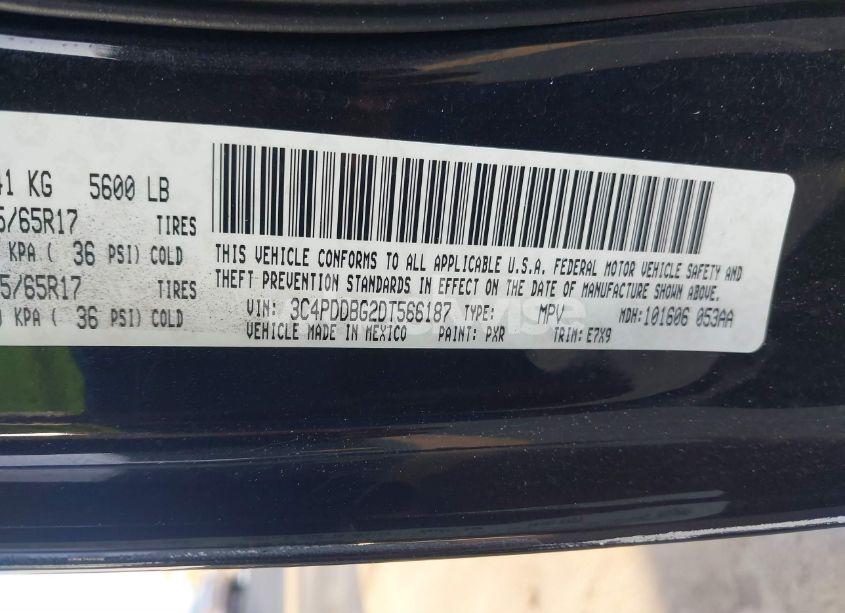 41 KG 5600 LB
5/65R17 TIRES
KPA ( 36 PSI) COLD
5/65R17 TIRES
KPA ( 36 PSI) COLD
THIS VEHICLE CONFORMS TO ALL APPLICABLE U.S.A. FEDERAL MOTOR VEHICLE SAFETY AND
THEFT PREVENTION STANDARDS IN EFFECT ON THE DATE OF MANUFACTURE SHOWN ABOVE.
VIN: 3C4PDDBG2DT566187 TYPE: MPV MDH:101606 053AA
VEHICLE MADE IN MEXICO PAINT: PXR TRIM: E7X9